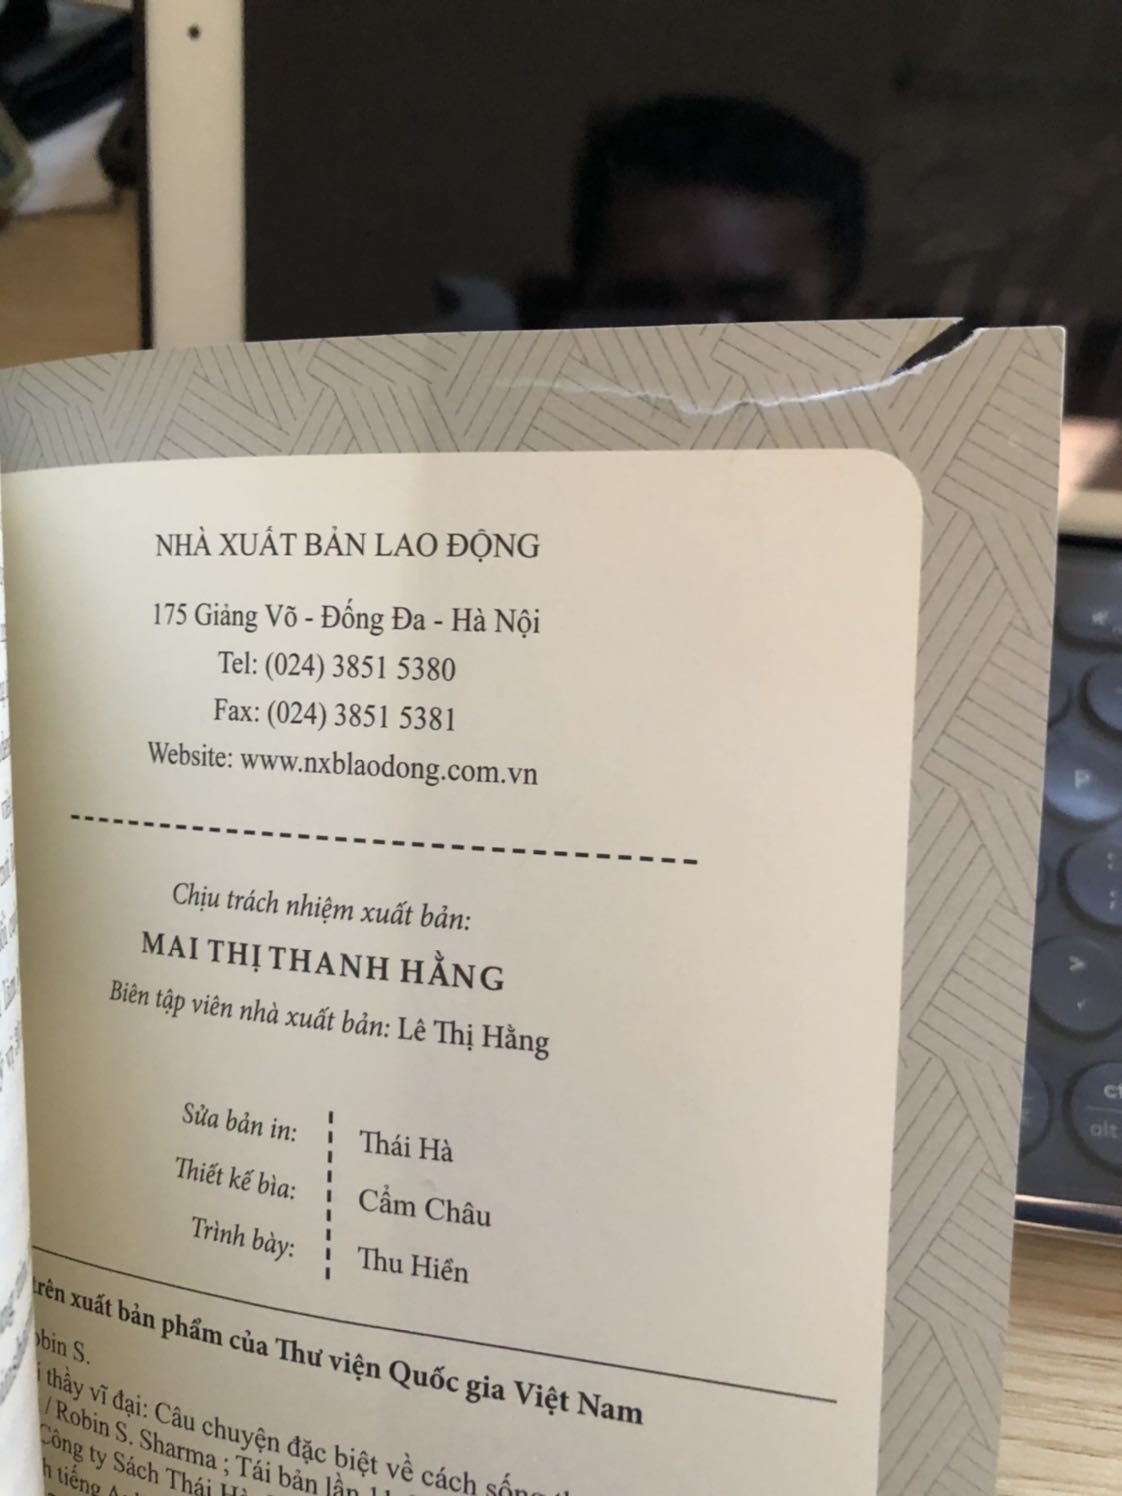 NHÀ XUẤT BẢN LAO ĐỘNG
175 Giảng Võ - Đống Đa - Hà Nội
Tel: (024) 3851 5380
Fax: (024) 3851 5381
Website: www.nxblaodong.com.vn
Chịu trách nhiệm xuất bản:
MAI THỊ THANH HẰNG
Biên tập viên nhà xuất bản: Lê Thị Hằng
Sửa bản in: Thái Hà
Thiết kế bìa: Cẩm Châu
Trình bày: Thu Hiền
trên xuất bản phẩm của Thư viện Quốc gia Việt Nam
obin S.
thầy vĩ đại: Câu chuyện đặc biệt về cách sống
/ Robin S. Sharma ; Tái bản lần
Công ty Sách Thái Hà
tiếng
P
alt